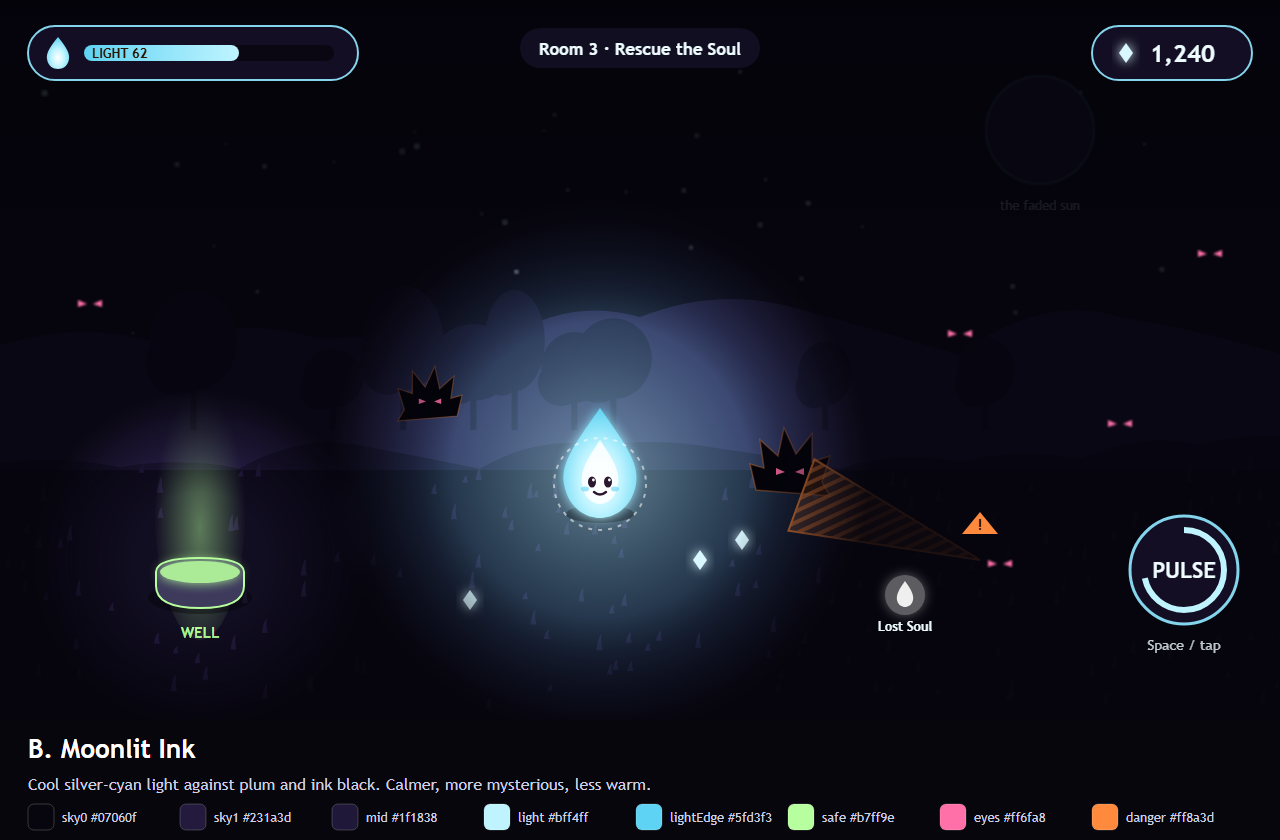 LIGHT 62
Room 3 · Rescue the Soul
1,240
the faded sun
!
PULSE
Lost Soul
WELL
Space / tap
B. Moonlit Ink
Cool silver-cyan light against plum and ink black. Calmer, more mysterious, less warm.
sky0 #07060f
sky1 #231a3d
mid #1f1838
light #bff4ff
lightEdge #5fd3f3
safe #b7ff9e
eyes #ff6fa8
danger #ff8a3d